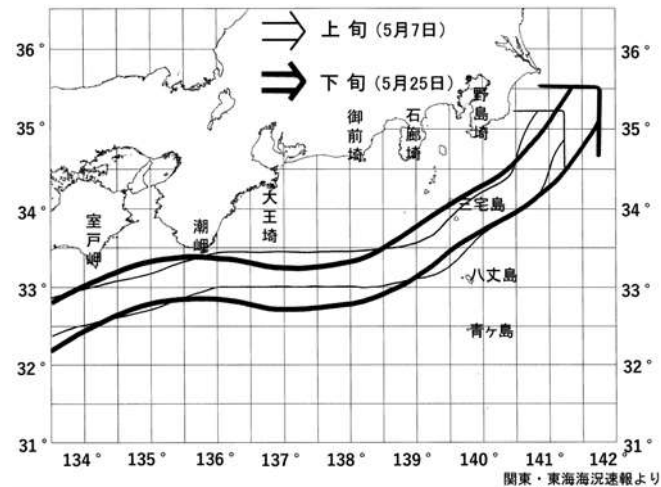 上旬(5月7日)
下旬(5月25日)
36°
35°
34°
33°
32°
31°
36°
35°
34°
33°
32°
31°
野島埼
石廊埼
御前埼
大王埼
潮岬
室戸岬
三宅島
八丈島
青ヶ島
134° 135° 136° 137° 138° 139° 140° 141° 142°
関東・東海海況速報より